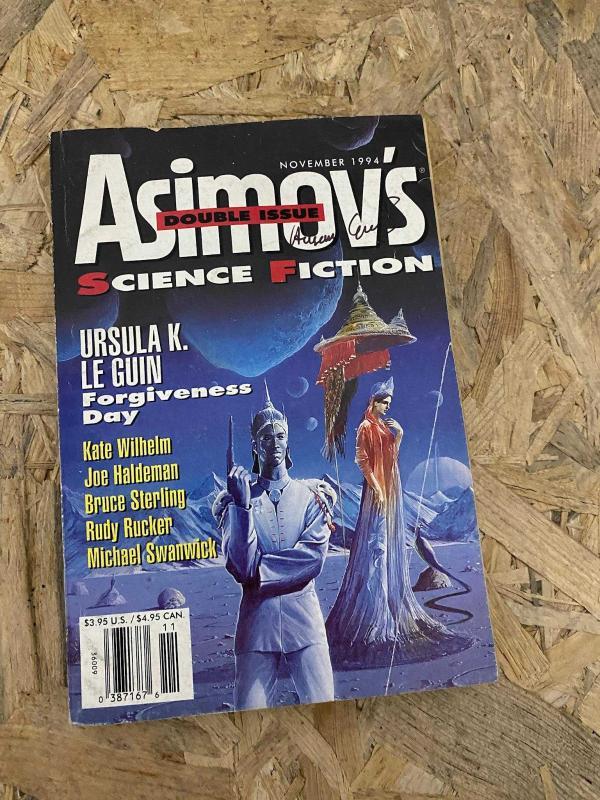 NOVEMBER 1994
Asimov's®
DOUBLE ISSUE
SCIENCE FICTION
URSULA K.
LE GUIN
Forgiveness
Day
Kate Wilhelm
Joe Haldeman
Bruce Sterling
Rudy Rucker
Michael Swanwick
$3.95 U.S. / $4.95 CAN.
11
36009
0 387167 6